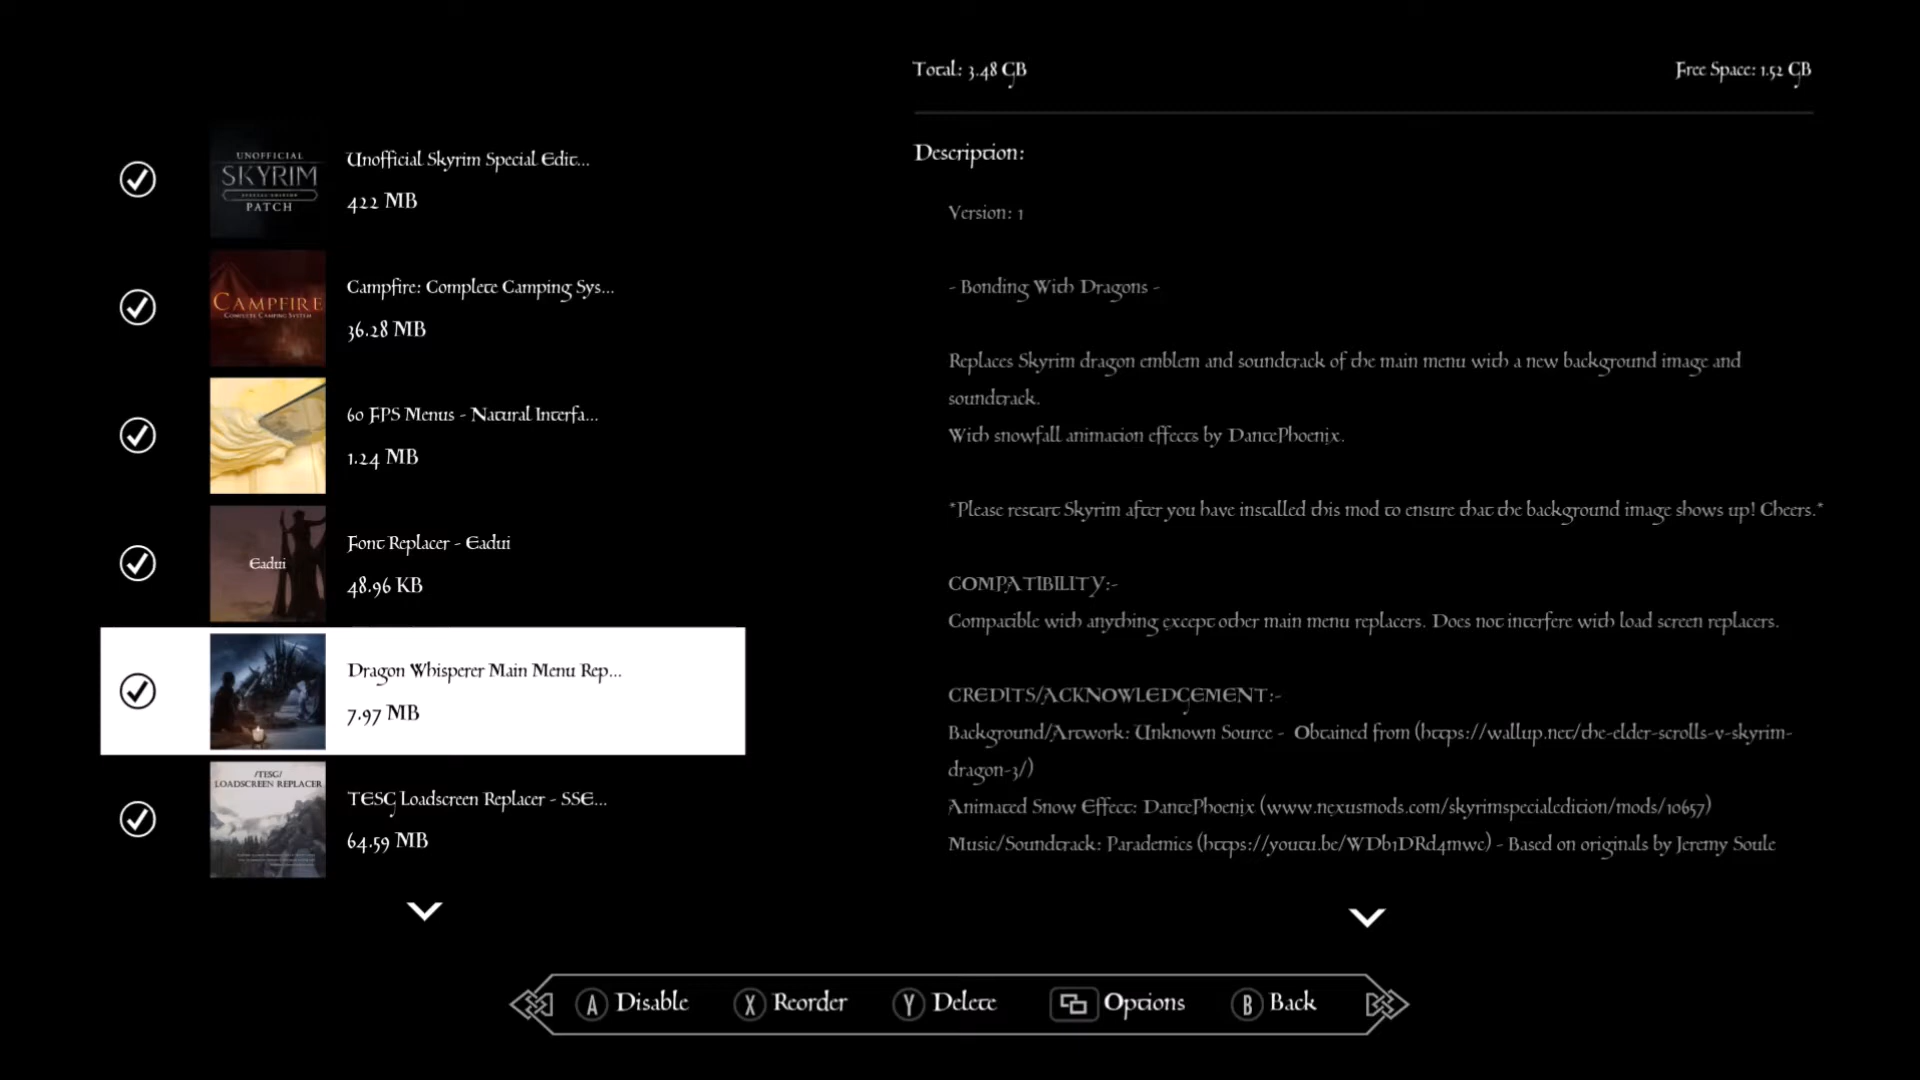 Total: 3.48 GB
Free Space: 1.52 GB
UNOFFICIAL
SKYRIM
SPECIAL EDITION
PATCH
Unofficial Skyrim Special Edit...
422 MB
CAMPFIRE
COMPLETE CAMPING SYSTEM
Campfire: Complete Camping Sys...
36.28 MB
60 FPS Menus - Natural Interfa...
1.24 MB
Eadui
Font Replacer - Eadui
48.96 KB
Dragon Whisperer Main Menu Rep...
7.97 MB
/TESG/
LOADSCREEN REPLACER
TESG Loadscreen Replacer - SSE...
64.59 MB
Description:
Version: 1
- Bonding With Dragons -
Replaces Skyrim dragon emblem and soundtrack of the main menu with a new background image and
soundtrack.
With snowfall animation effects by DantePhoenix.
*Please restart Skyrim after you have installed this mod to ensure that the background image shows up! Cheers.*
COMPATIBILITY:-
Compatible with anything except other main menu replacers. Does not interfere with load screen replacers.
CREDITS/ACKNOWLEDGEMENT:-
Background/Artwork: Unknown Source - Obtained from (https://wallup.net/the-elder-scrolls-v-skyrim-
dragon-3/)
Animated Snow Effect: DantePhoenix (www.nexusmods.com/skyrimspecialedition/mods/10657)
Music/Soundtrack: Parademics (https://youtu.be/WDb1DRd4mwc) - Based on originals by Jeremy Soule
A Disable
X Reorder
Y Delete
Options
B Back